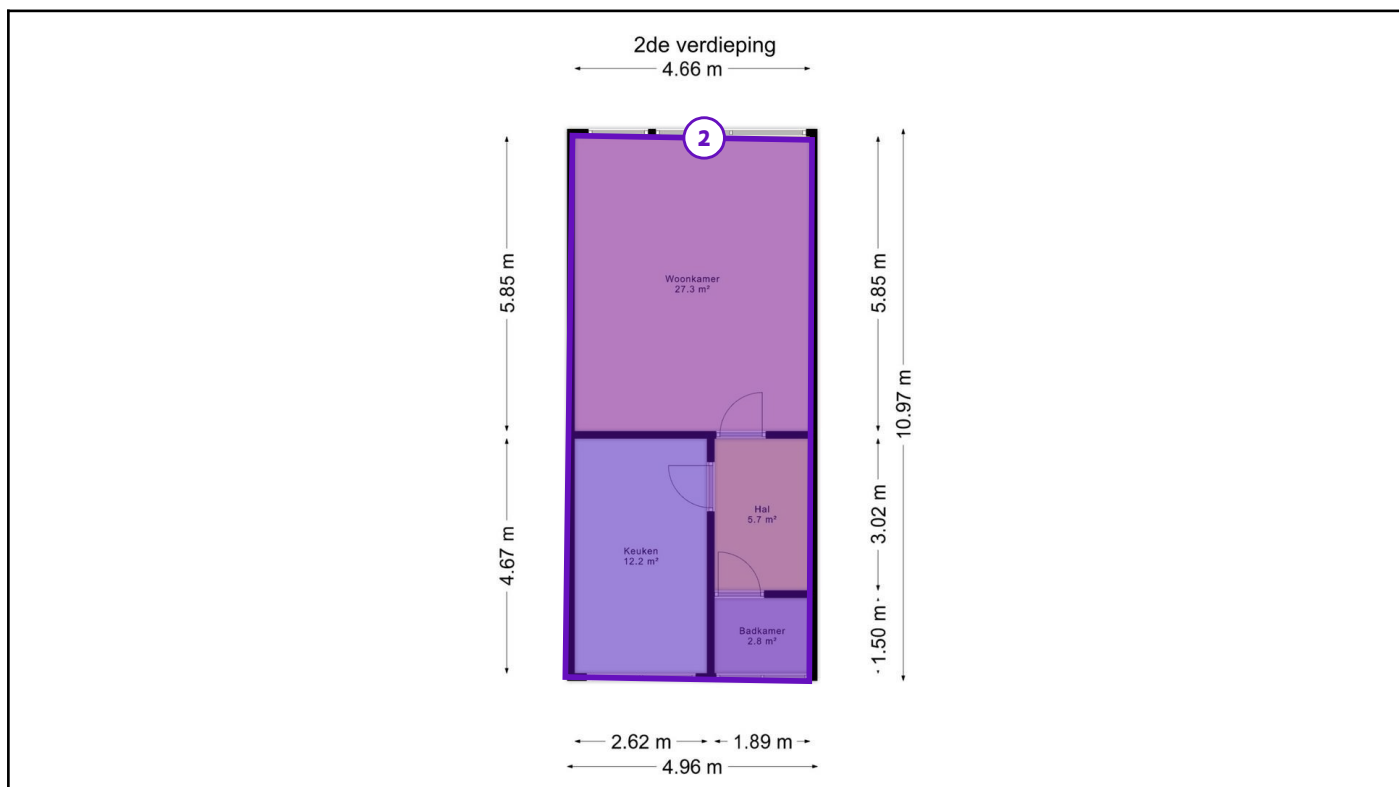 2de verdieping
4.66 m
2
5.85 m
5.85 m
10.97 m
Woonkamer
27.3 m²
Hal
5.7 m²
3.02 m
Keuken
12.2 m²
4.67 m
Badkamer
2.8 m²
1.50 m
2.62 m
1.89 m
4.96 m